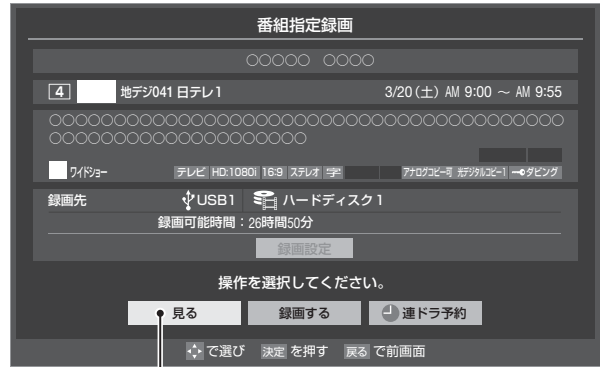 番組指定録画
○○○○○ ○○○○
4 地デジ041 日テレ1 3/20(土) AM 9:00 ～ AM 9:55
○○○○○○○○○○○○○○○○○○○○○○○○○○○○○○○○○○○○○○○○
○○○○○○○○○○○○○○○○○○○○
ワイドショー テレビ HD:1080i 16:9 ステレオ 字 アナログコピー可 光デジタルコピー1 ダビング
録画先 USB1 ハードディスク1
録画可能時間：26時間50分
録画設定
操作を選択してください。
見る 録画する 連ドラ予約
で選び 決定 を押す 戻る で前画面